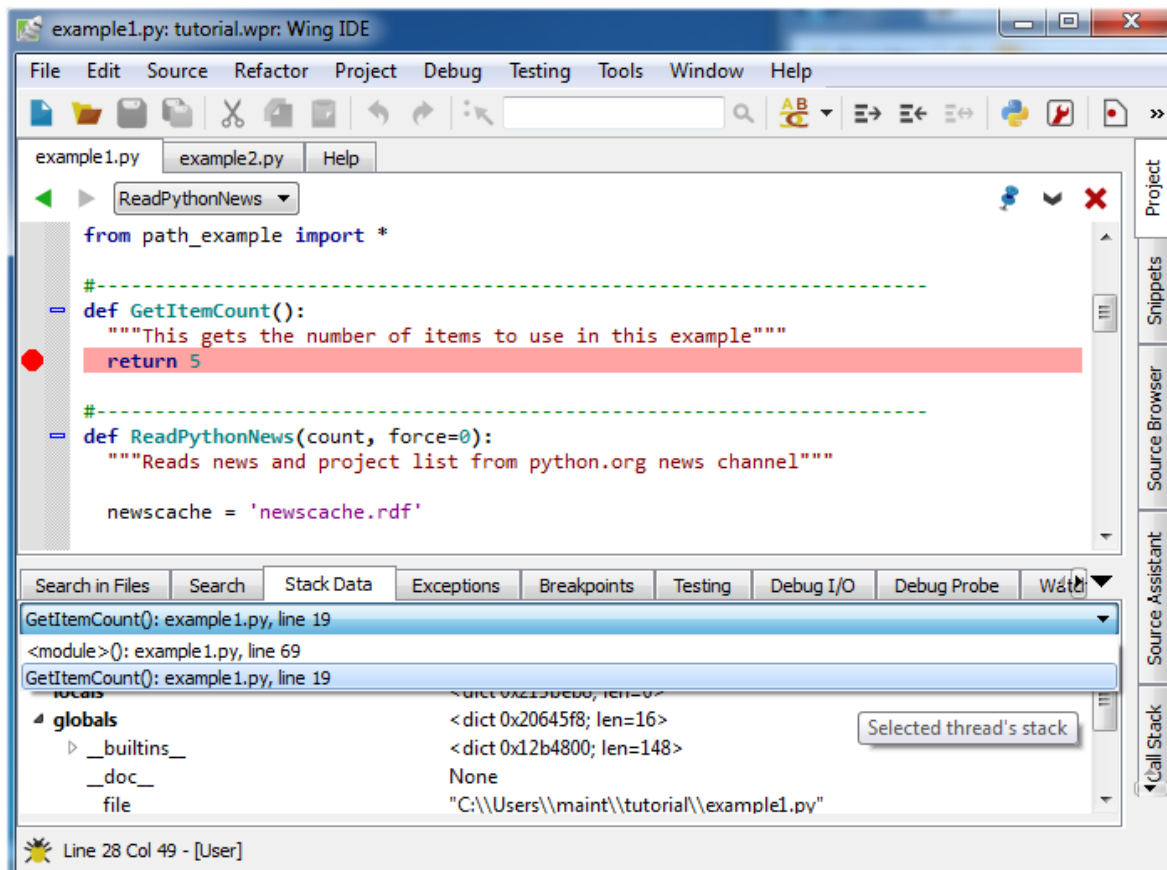 example1.py: tutorial.wpr: Wing IDE
File Edit Source Refactor Project Debug Testing Tools Window Help
example1.py example2.py Help
ReadPythonNews
from path_example import *
#-----------------------------------------------------------------------
def GetItemCount():
"""This gets the number of items to use in this example"""
return 5
#-----------------------------------------------------------------------
def ReadPythonNews(count, force=0):
"""Reads news and project list from python.org news channel"""
newscache = 'newscache.rdf'
Project
Snippets
Source Browser
Source Assistant
Call Stack
Search in Files Search Stack Data Exceptions Breakpoints Testing Debug I/O Debug Probe
GetItemCount(): example1.py, line 19
<module>(): example1.py, line 69
GetItemCount(): example1.py, line 19
locals
globals <dict 0x20645f8; len=16>
Selected thread's stack
__builtins__ <dict 0x12b4800; len=148>
__doc__ None
file "C:\\Users\\maint\\tutorial\\example1.py"
Line 28 Col 49 - [User]